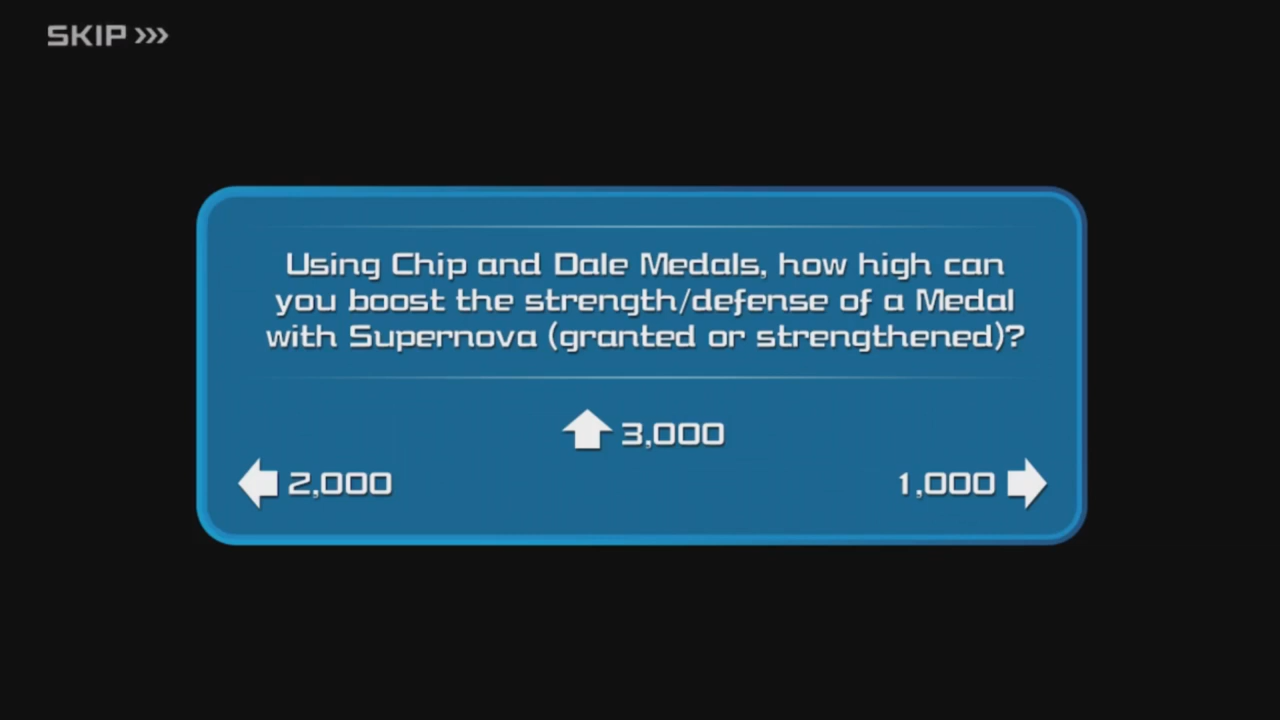 SKIP >>>
Using Chip and Dale Medals, how high can
you boost the strength/defense of a Medal
with Supernova (granted or strengthened)?
3,000
2,000
1,000